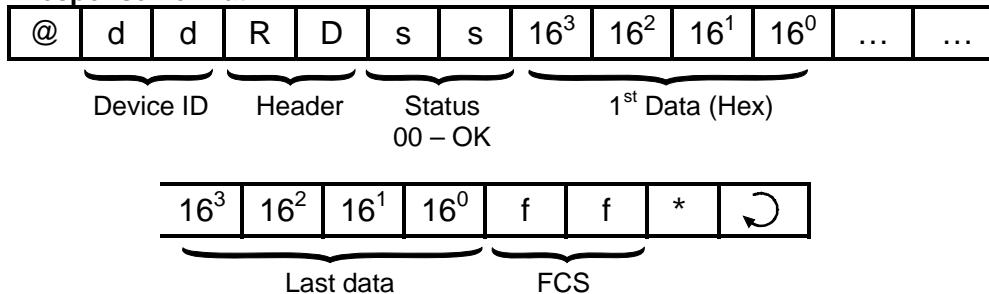 @ d d R D s s 16³ 16² 16¹ 16⁰ … …
Device ID Header Status 1ˢᵗ Data (Hex)
00 – OK
16³ 16² 16¹ 16⁰ f f *
Last data FCS